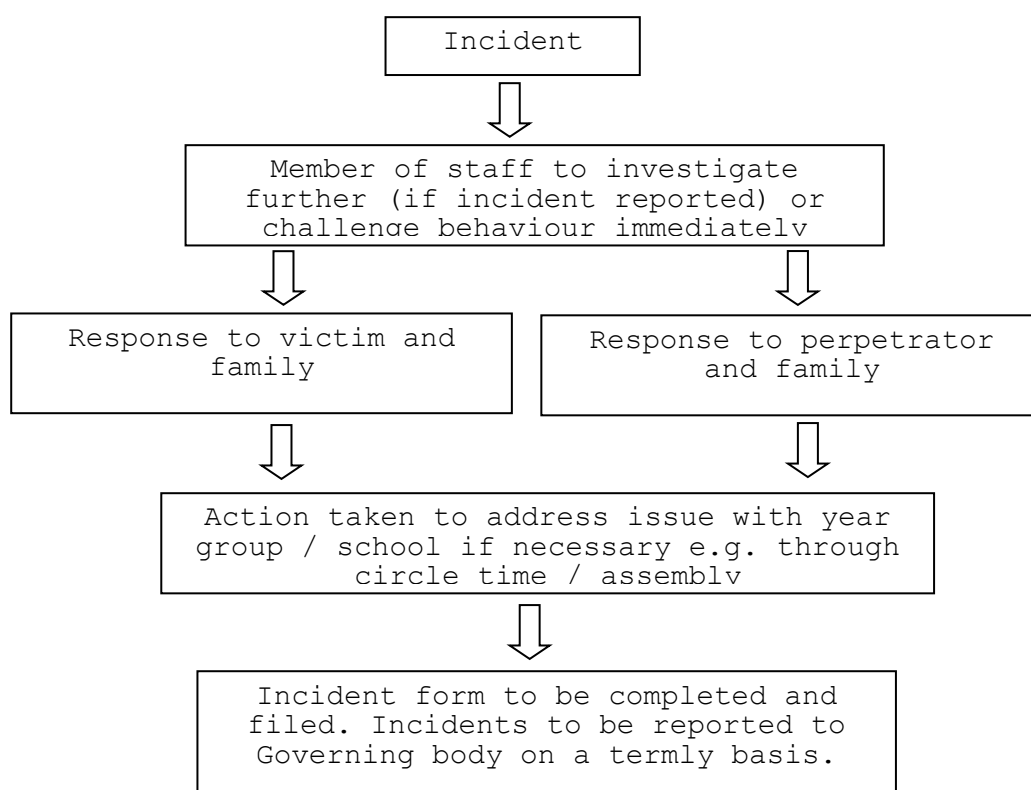 Incident
Member of staff to investigate
further (if incident reported) or
challenge behaviour immediately
Response to victim and
family
Response to perpetrator
and family
Action taken to address issue with year
group / school if necessary e.g. through
circle time / assembly
Incident form to be completed and
filed. Incidents to be reported to
Governing body on a termly basis.